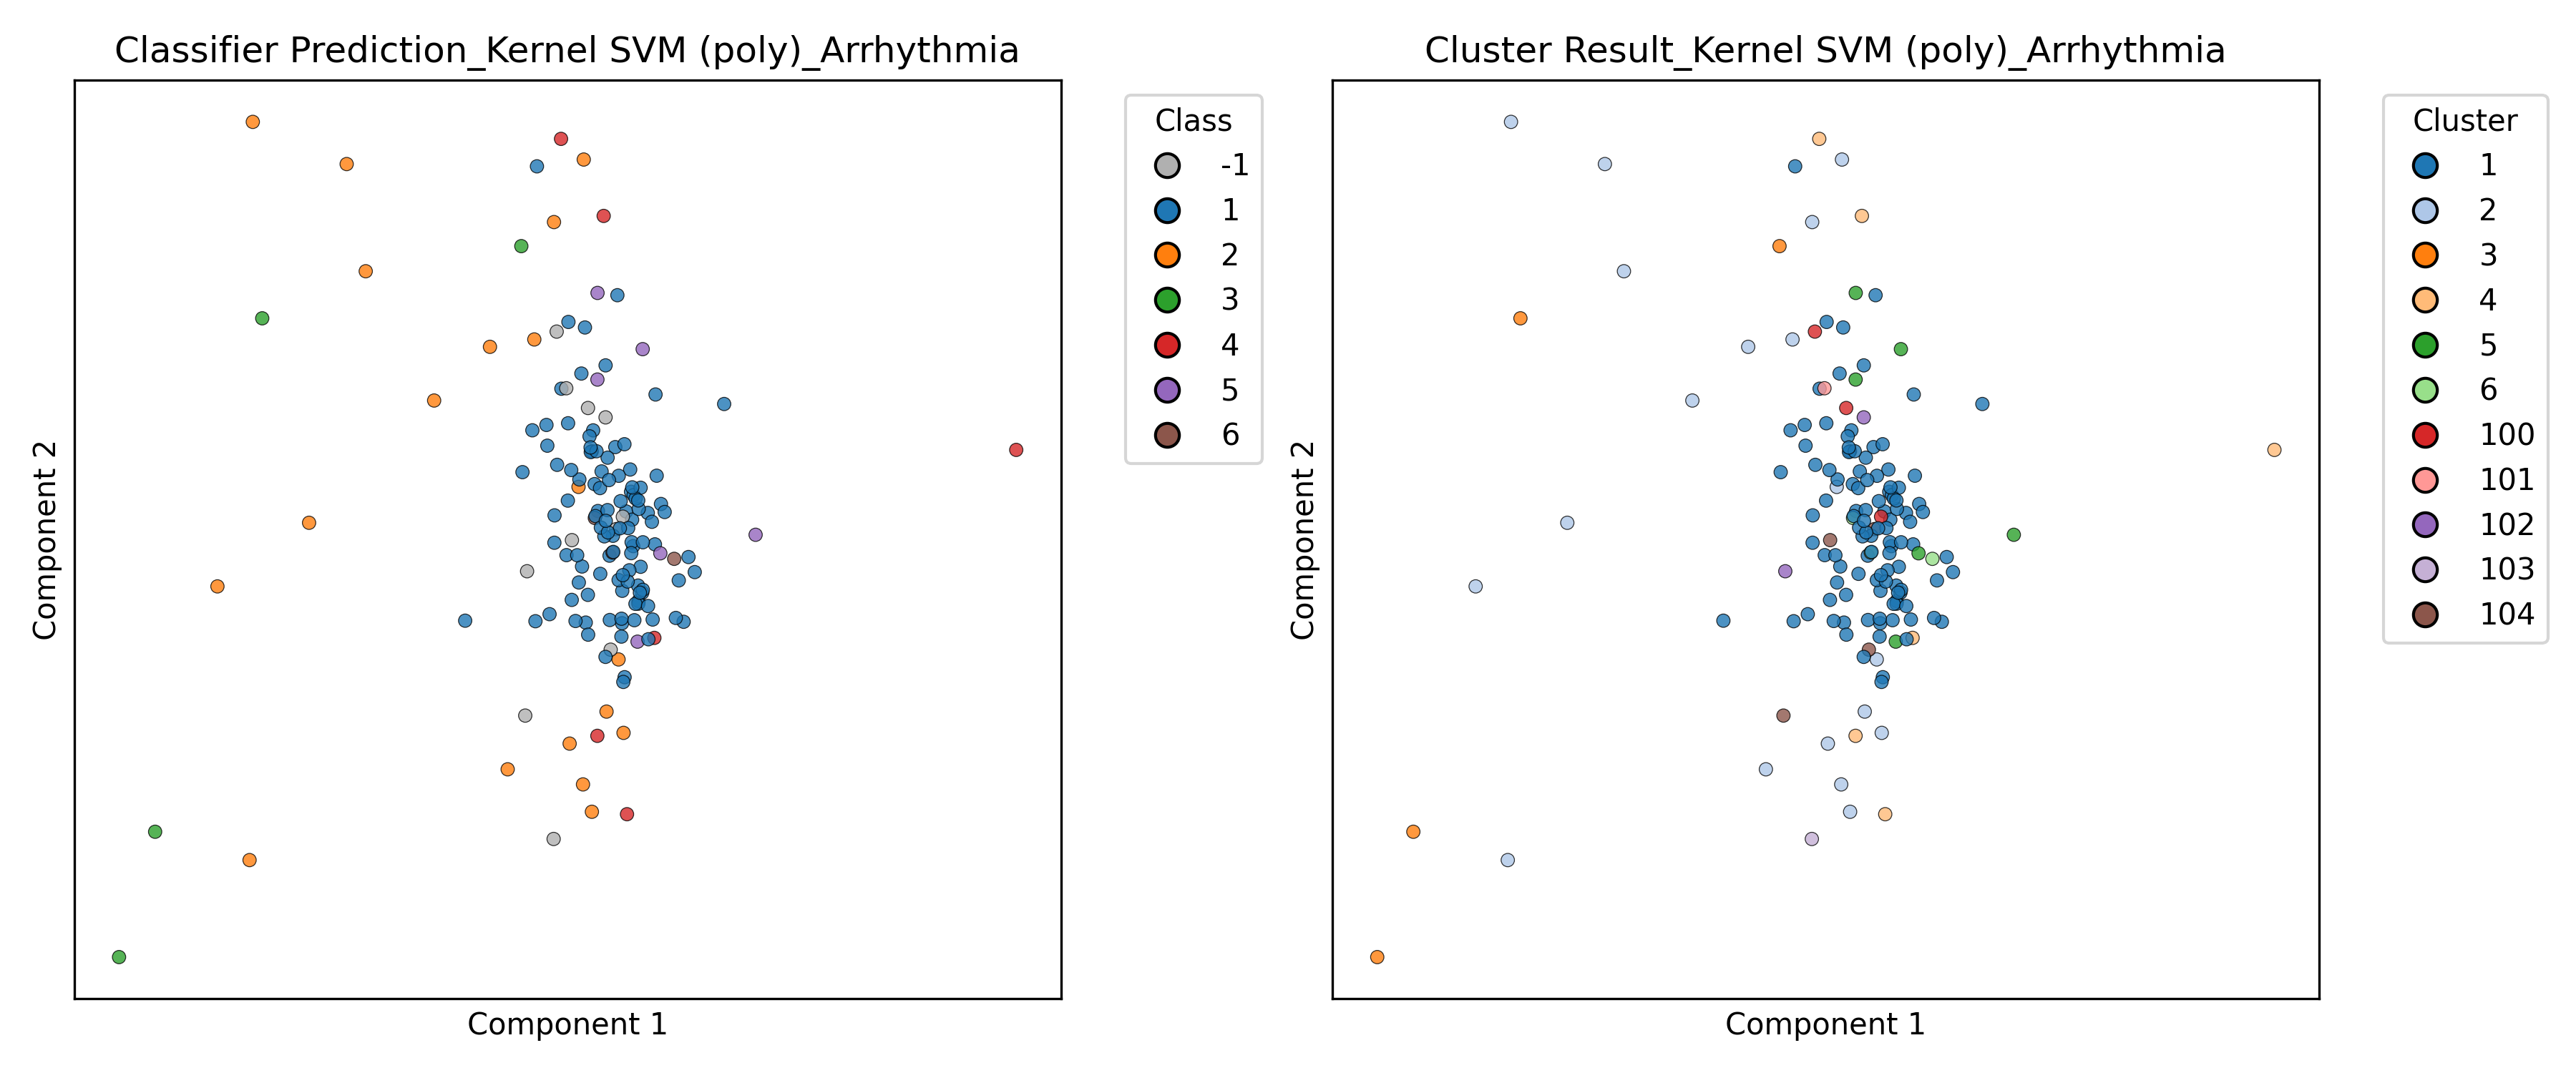 Classifier Prediction_Kernel SVM (poly)_Arrhythmia
Component 2
Component 1
Class
-1
1
2
3
4
5
6
Cluster Result_Kernel SVM (poly)_Arrhythmia
Component 2
Component 1
Cluster
1
2
3
4
5
6
100
101
102
103
104